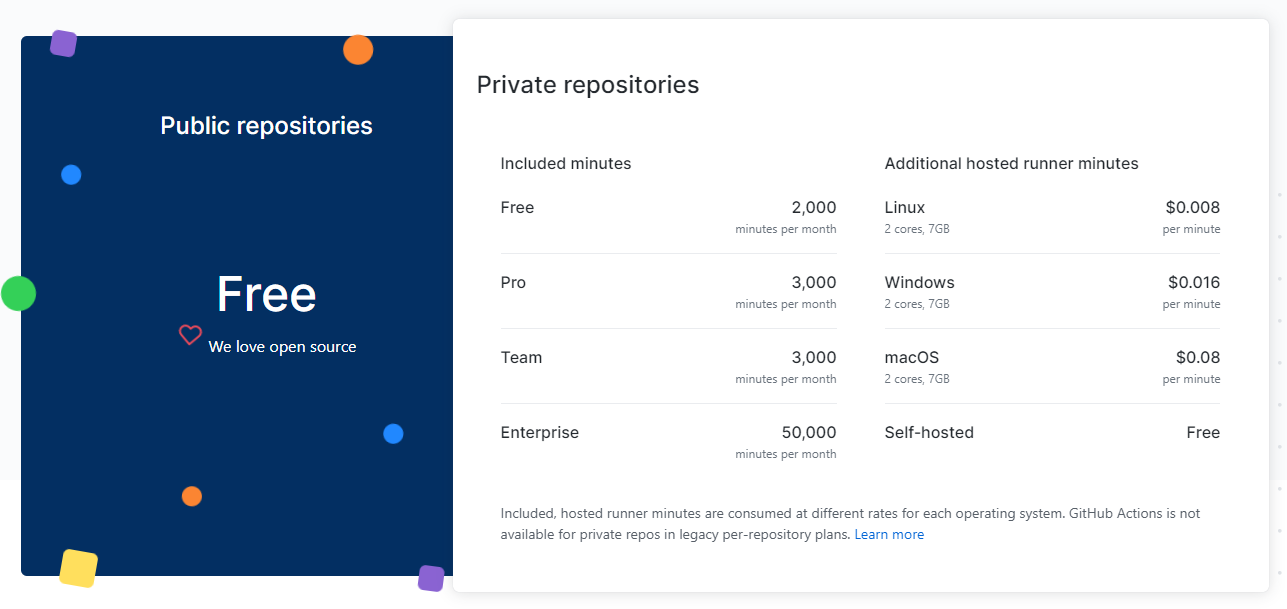 Public repositories
Free
We love open source
Private repositories
Included minutes
Free 2,000
minutes per month
Pro 3,000
minutes per month
Team 3,000
minutes per month
Enterprise 50,000
minutes per month
Additional hosted runner minutes
Linux $0.008
2 cores, 7GB per minute
Windows $0.016
2 cores, 7GB per minute
macOS $0.08
2 cores, 7GB per minute
Self-hosted Free
Included, hosted runner minutes are consumed at different rates for each operating system. GitHub Actions is not
available for private repos in legacy per-repository plans. Learn more